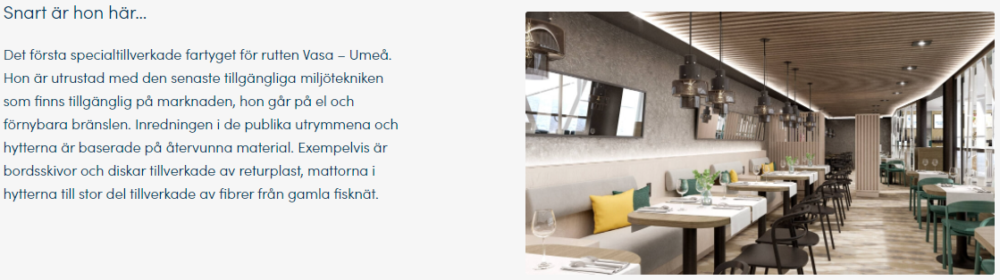 Snart är hon här...
Det första specialtillverkade fartyget för rutten Vasa – Umeå.
Hon är utrustad med den senaste tillgängliga miljötekniken
som finns tillgänglig på marknaden, hon går på el och
förnybara bränslen. Inredningen i de publika utrymmena och
hytterna är baserade på återvunna material. Exempelvis är
bordsskivor och diskar tillverkade av returplast, mattorna i
hytterna till stor del tillverkade av fibrer från gamla fisknät.